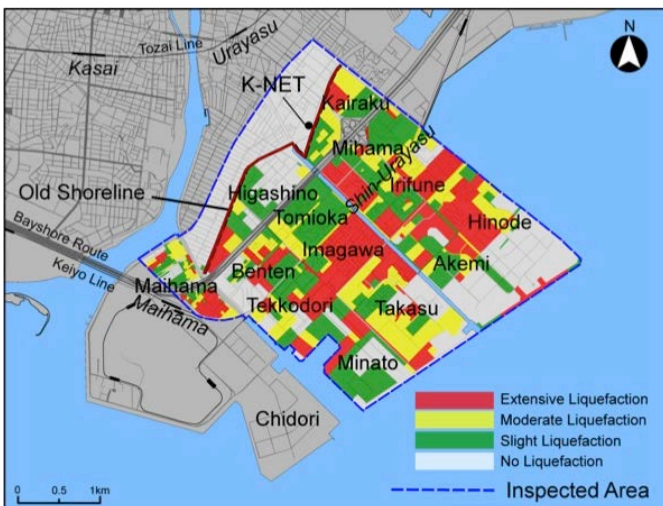 N
Tozai Line
Urayasu
Kasai
K-NET
Kairaku
Mihama
Shin-Urayasu
Irifune
Old Shoreline
Higashino
Tomioka
Hinode
Bayshore Route
Imagawa
Keiyo Line
Benten
Akemi
Maihama
Maihama
Tekkodori
Takasu
Minato
Chidori
Extensive Liquefaction
Moderate Liquefaction
Slight Liquefaction
No Liquefaction
Inspected Area
0 0.5 1km